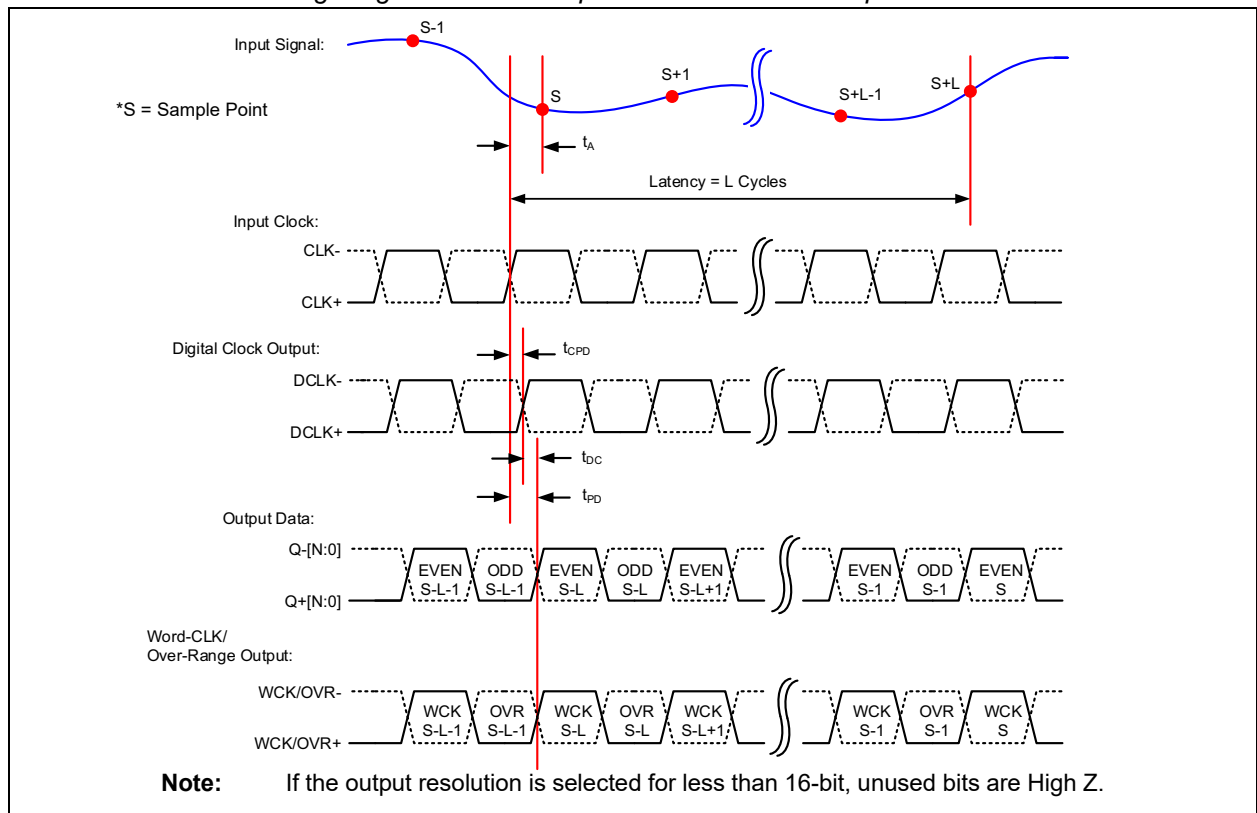 Input Signal:
S-1
S
S+1
S+L-1
S+L
*S = Sample Point
tA
Latency = L Cycles
Input Clock:
CLK-
CLK+
Digital Clock Output:
tCPD
DCLK-
DCLK+
tDC
tPD
Output Data:
Q-[N:0]
EVEN ODD EVEN ODD EVEN EVEN ODD EVEN
S-L-1 S-L-1 S-L S-L S-L+1 S-1 S-1 S
Q+[N:0]
Word-CLK/
Over-Range Output:
WCK/OVR-
WCK OVR WCK OVR WCK WCK OVR WCK
S-L-1 S-L-1 S-L S-L S-L+1 S-1 S-1 S
WCK/OVR+
Note: If the output resolution is selected for less than 16-bit, unused bits are High Z.